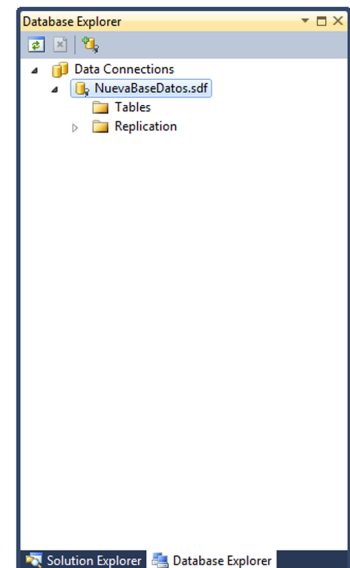 Database Explorer
Data Connections
NuevaBaseDatos.sdf
Tables
Replication
Solution Explorer Database Explorer